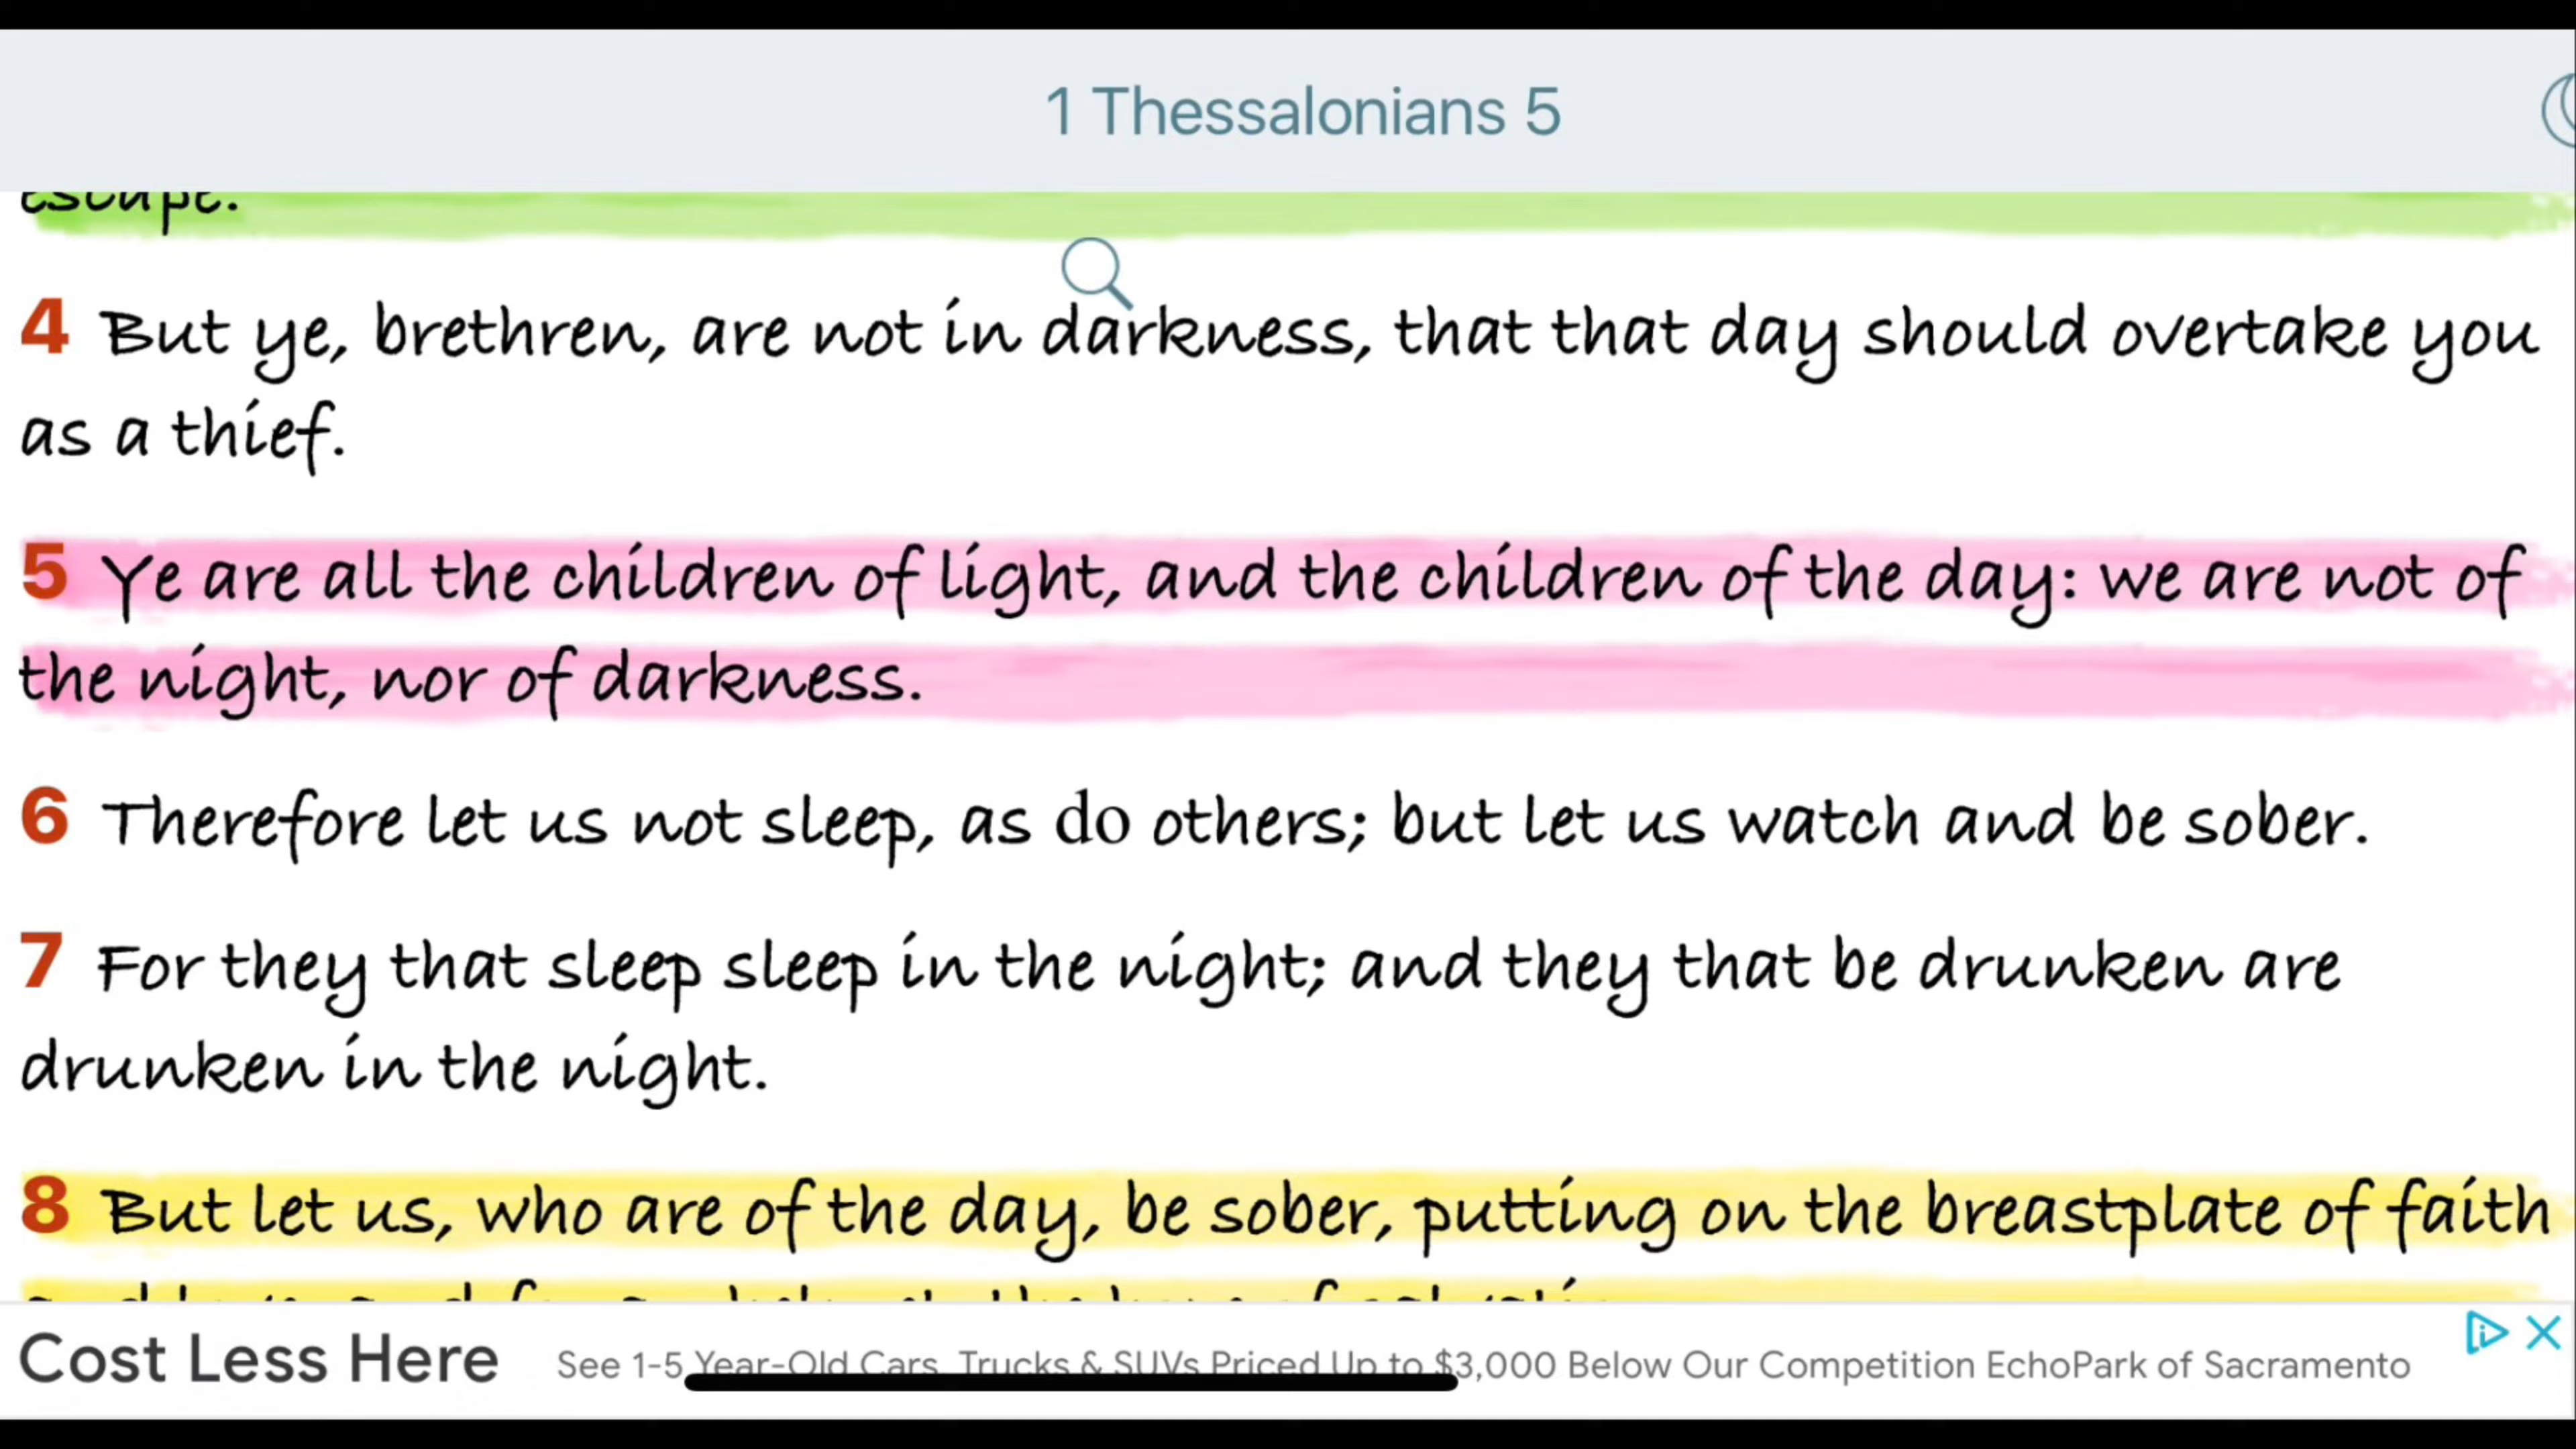 1 Thessalonians 5
escape.
4 But ye, brethren, are not in darkness, that that day should overtake you
as a thief.
5 Ye are all the children of light, and the children of the day: we are not of
the night, nor of darkness.
6 Therefore let us not sleep, as do others; but let us watch and be sober.
7 For they that sleep sleep in the night; and they that be drunken are
drunken in the night.
8 But let us, who are of the day, be sober, putting on the breastplate of faith
Cost Less Here
See 1-5 Year-Old Cars, Trucks & SUVs Priced Up to $3,000 Below Our Competition EchoPark of Sacramento